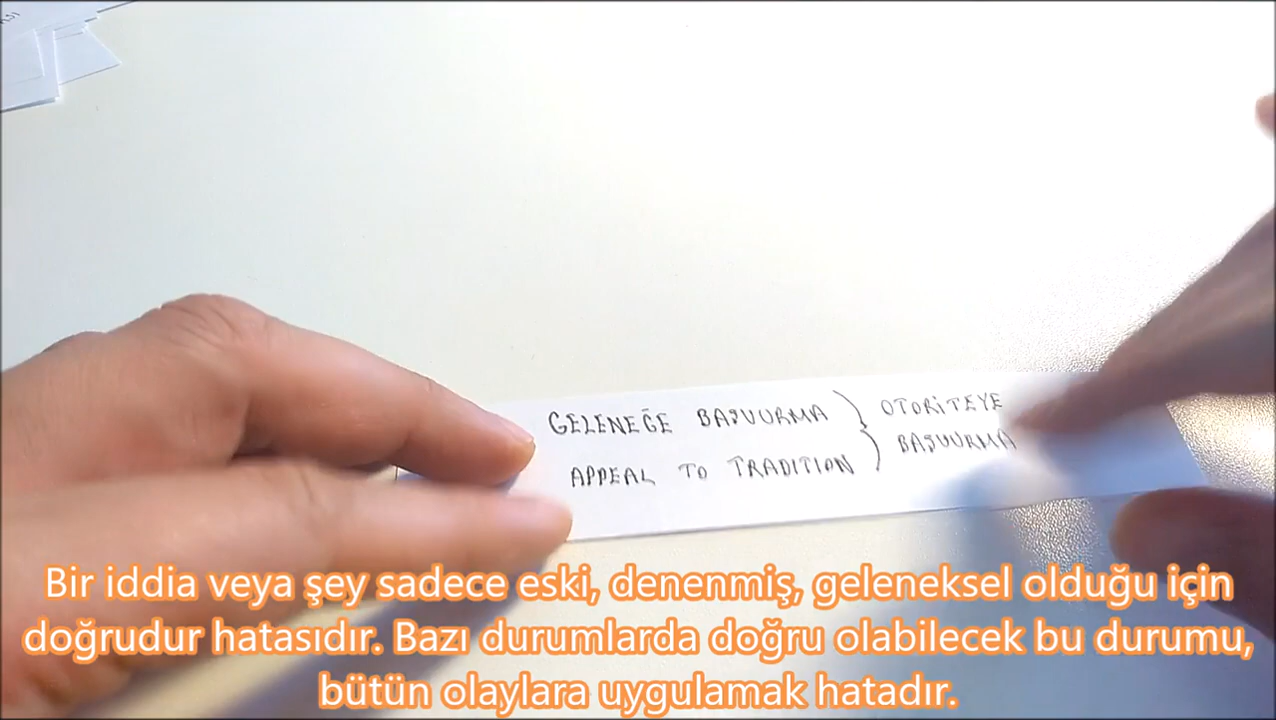 GELENEĞE BAŞVURMA
APPEAL TO TRADITION
OTORİTEYE
BAŞVURMA
Bir iddia veya şey sadece eski, denenmiş, geleneksel olduğu için
doğrudur hatasıdır. Bazı durumlarda doğru olabilecek bu durumu,
bütün olaylara uygulamak hatadır.